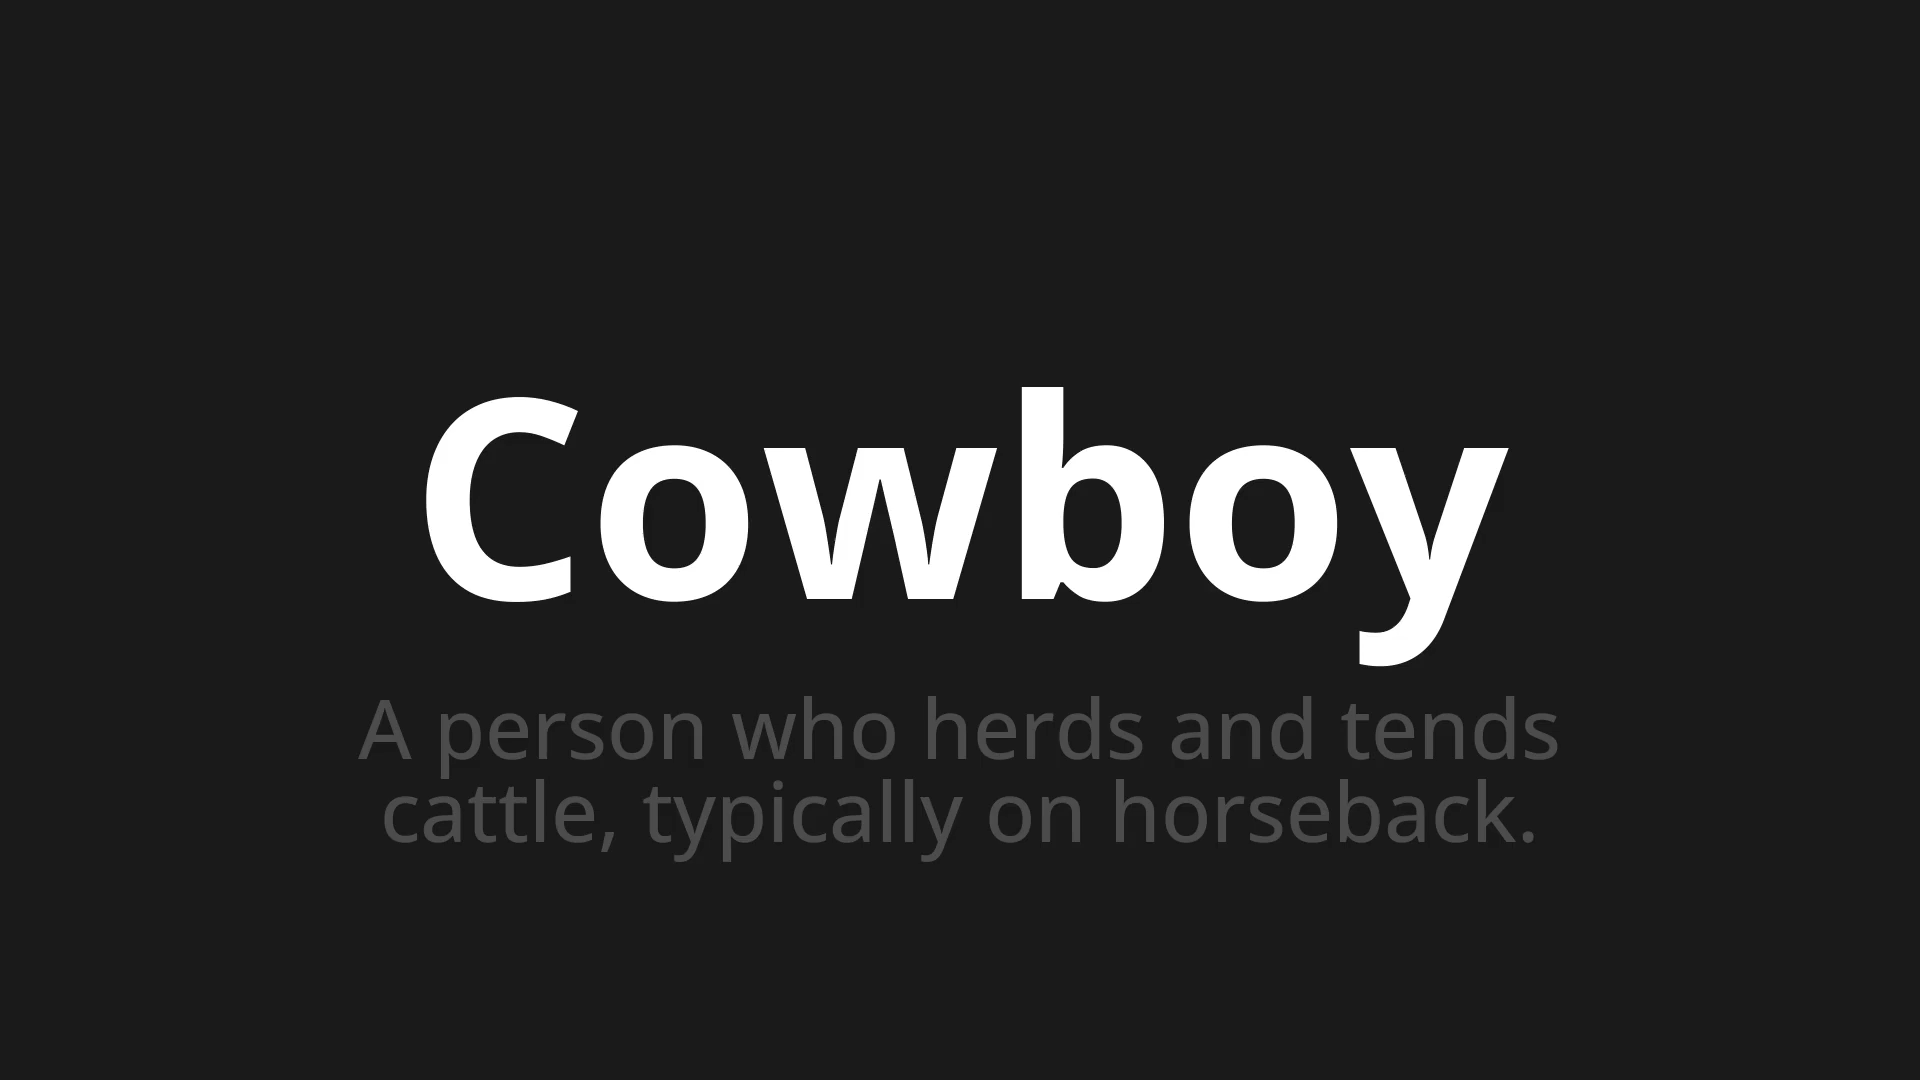 Cowboy
A person who herds and tends
cattle, typically on horseback.